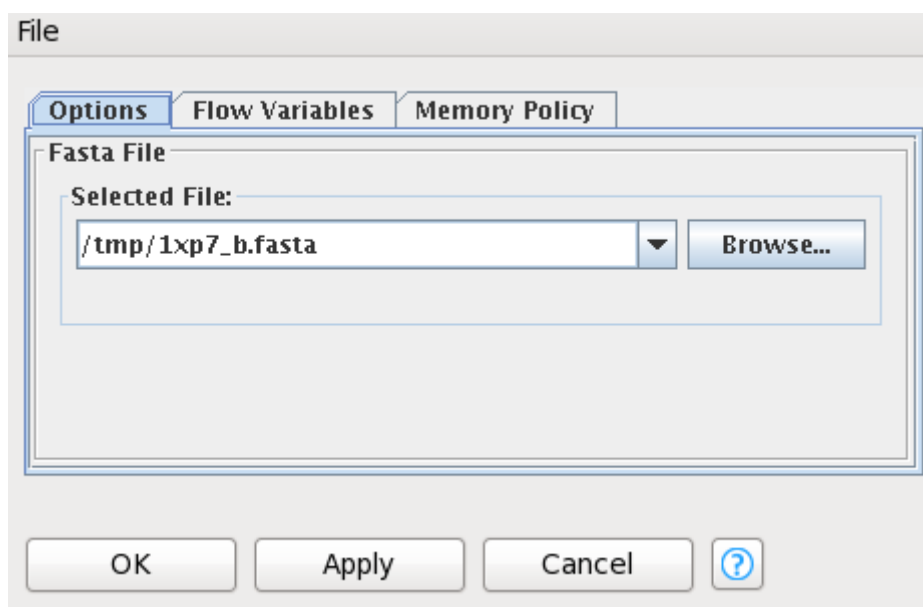 File
Options Flow Variables Memory Policy
Fasta File
Selected File:
/tmp/1xp7_b.fasta Browse...
OK Apply Cancel ?